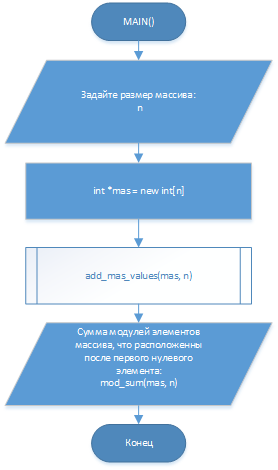 MAIN()
Задайте размер массива:
n
int *mas = new int[n]
add_mas_values(mas, n)
Сумма модулей элементов
массива, что расположенны
после первого нулевого
элемента:
mod_sum(mas, n)
Конец